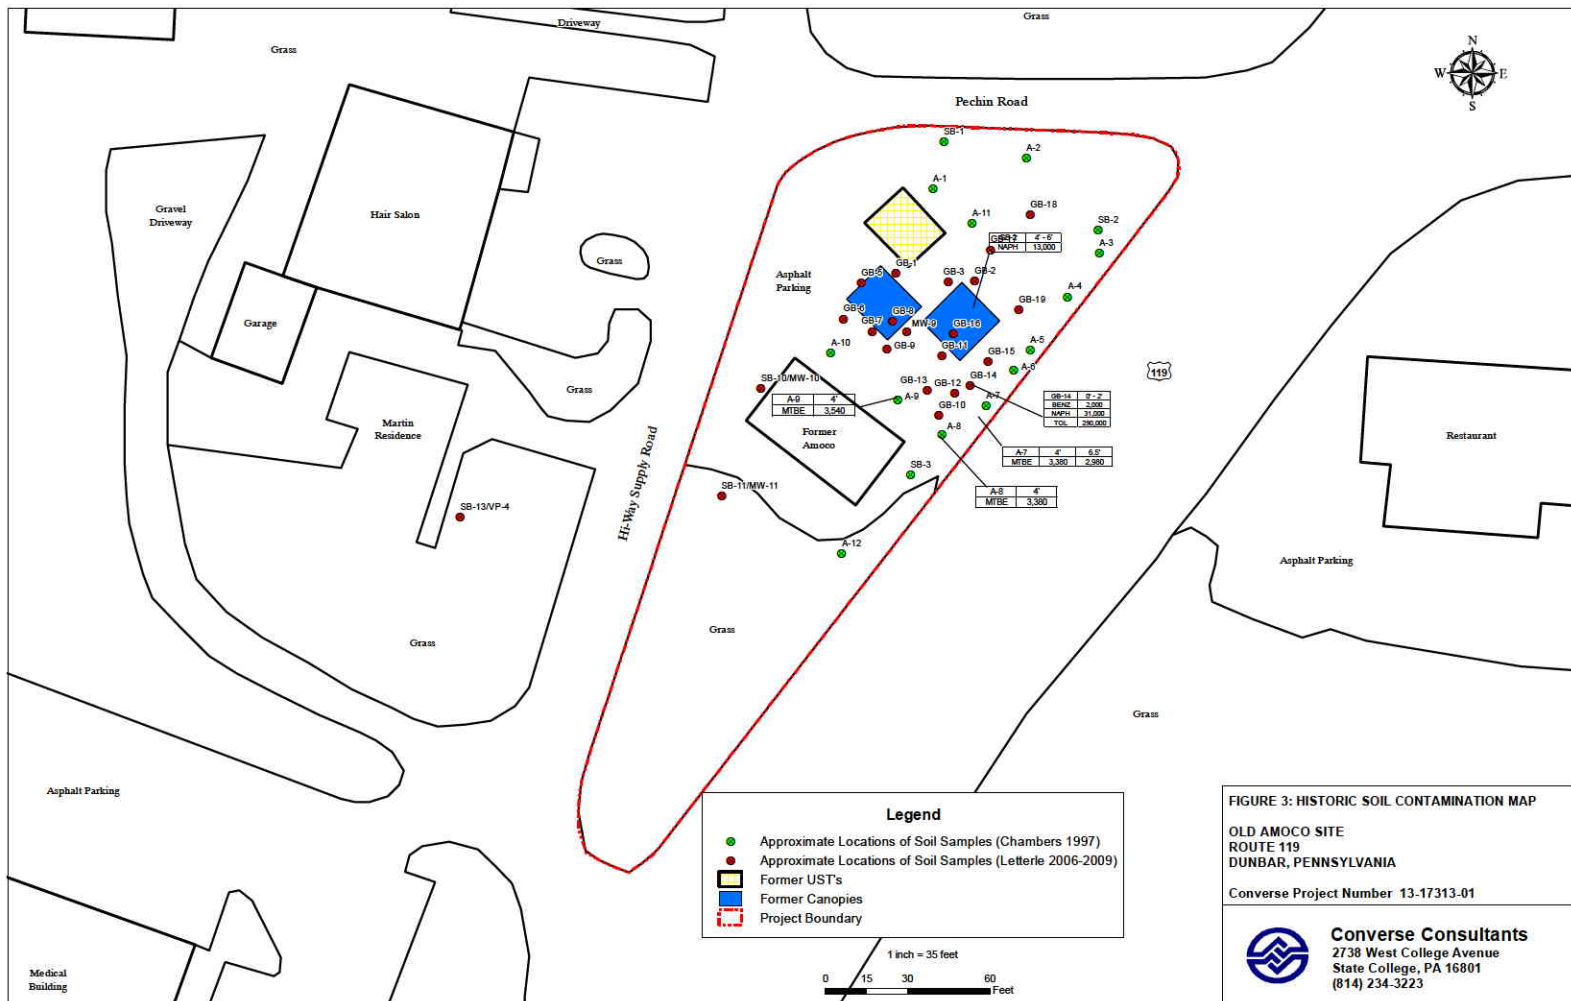 Driveway
Grass
Grass
N
W
E
S
Pechin Road
SB-1
A-2
A-1
Gravel
Driveway
Hair Salon
GB-18
A-11
SB-2
GB-17
GB-2 4' - 6'
NAPH 13,000
A-3
Grass
Asphalt
Parking
GB-1
GB-5
GB-3
GB-2
A-4
GB-19
Garage
GB-6
GB-7
GB-8
MW-9
GB-16
A-10
GB-9
GB-11
GB-15
A-5
A-6
119
Grass
SB-10/MW-10
GB-13
GB-12
GB-14
A-9 4'
MTBE 3,540
A-9
A-7
GB-14 0' - 2'
BENZ 2,000
NAPH 31,000
TOL 290,000
GB-10
Martin
Residence
Former
Amoco
A-8
Restaurant
A-7 4' 6.5'
MTBE 3,380 2,980
SB-3
Hi-Way Supply Road
SB-11/MW-11
A-8 4'
MTBE 3,380
SB-13/VP-4
A-12
Asphalt Parking
Grass
Grass
Grass
Asphalt Parking
Legend
Approximate Locations of Soil Samples (Chambers 1997)
Approximate Locations of Soil Samples (Letterle 2006-2009)
Former UST's
Former Canopies
Project Boundary
FIGURE 3: HISTORIC SOIL CONTAMINATION MAP
OLD AMOCO SITE
ROUTE 119
DUNBAR, PENNSYLVANIA
Converse Project Number 13-17313-01
Converse Consultants
2738 West College Avenue
State College, PA 16801
(814) 234-3223
1 inch = 35 feet
0 15 30 60
Feet
Medical
Building